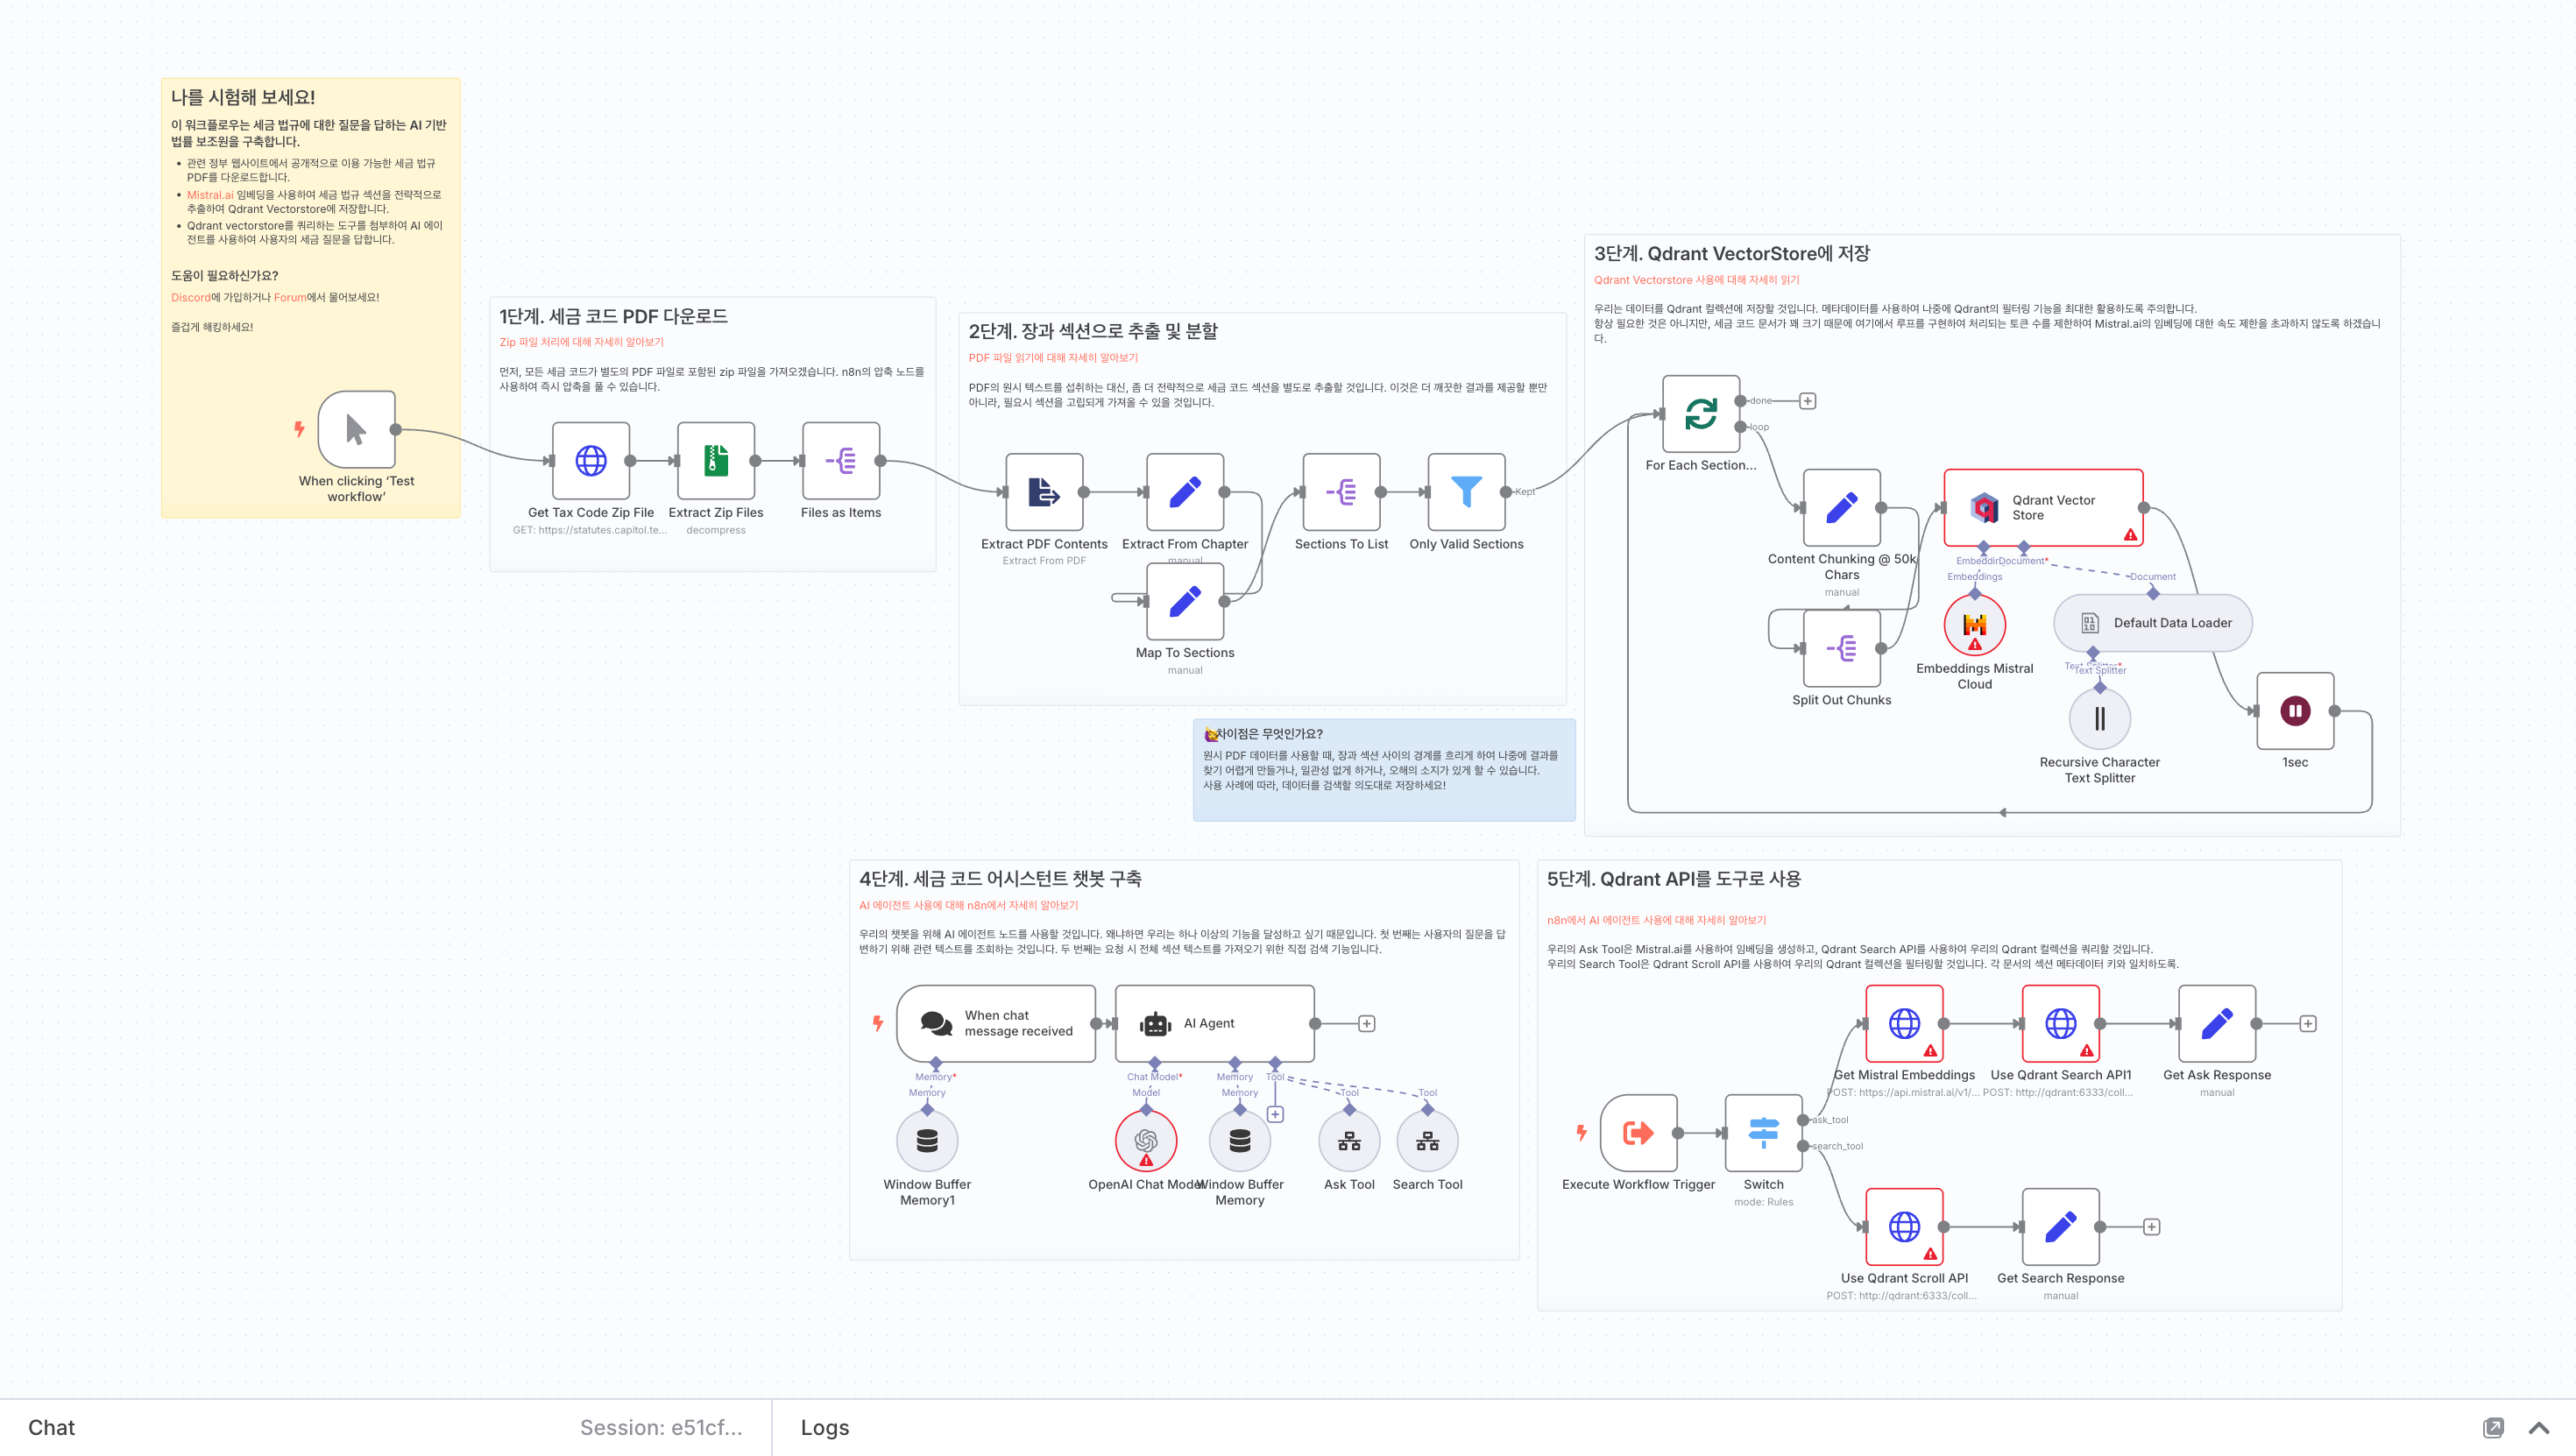 나를 시험해 보세요!
이 워크플로우는 세금 법규에 대한 질문을 답하는 AI 기반
법률 보조원을 구축합니다.
• 관련 정부 웹사이트에서 공개적으로 이용 가능한 세금 법규
PDF를 다운로드합니다.
• Mistral.ai 임베딩을 사용하여 세금 법규 섹션을 전략적으로
추출하여 Qdrant Vectorstore에 저장합니다.
• Qdrant vectorstore를 쿼리하는 도구를 첨부하여 AI 에이
전트를 사용하여 사용자의 세금 질문을 답합니다.
도움이 필요하신가요?
Discord에 가입하거나 Forum에서 물어보세요!
즐겁게 해킹하세요!
When clicking ‘Test
workflow’
1단계. 세금 코드 PDF 다운로드
Zip 파일 처리에 대해 자세히 알아보기
먼저, 모든 세금 코드가 별도의 PDF 파일로 포함된 zip 파일을 가져오겠습니다. n8n의 압축 노드를
사용하여 즉시 압축을 풀 수 있습니다.
Get Tax Code Zip File
GET: https://statutes.capitol.te...
Extract Zip Files
decompress
Files as Items
2단계. 장과 섹션으로 추출 및 분할
PDF 파일 읽기에 대해 자세히 알아보기
PDF의 원시 텍스트를 섭취하는 대신, 좀 더 전략적으로 세금 코드 섹션을 별도로 추출할 것입니다. 이것은 더 깨끗한 결과를 제공할 뿐만
아니라, 필요시 섹션을 고립되게 가져올 수 있을 것입니다.
Extract PDF Contents
Extract From PDF
Extract From Chapter
manual
Map To Sections
manual
Sections To List
Only Valid Sections
Kept
차이점은 무엇인가요?
원시 PDF 데이터를 사용할 때, 장과 섹션 사이의 경계를 흐리게 하여 나중에 결과를
찾기 어렵게 만들거나, 일관성 없게 하거나, 오해의 소지가 있게 할 수 있습니다.
사용 사례에 따라, 데이터를 검색할 의도대로 저장하세요!
3단계. Qdrant VectorStore에 저장
Qdrant Vectorstore 사용에 대해 자세히 읽기
우리는 데이터를 Qdrant 컬렉션에 저장할 것입니다. 메타데이터를 사용하여 나중에 Qdrant의 필터링 기능을 최대한 활용하도록 주의합니다.
항상 필요한 것은 아니지만, 세금 코드 문서가 꽤 크기 때문에 여기에서 루프를 구현하여 처리되는 토큰 수를 제한하여 Mistral.ai의 임베딩에 대한 속도 제한을 초과하지 않도록 하겠습니
다.
For Each Section...
done
loop
Content Chunking @ 50k
Chars
manual
Split Out Chunks
Qdrant Vector
Store
Document*
Embeddings
Document
Embeddings Mistral
Cloud
Default Data Loader
Text Splitter*
Text Splitter
Recursive Character
Text Splitter
1sec
4단계. 세금 코드 어시스턴트 챗봇 구축
AI 에이전트 사용에 대해 n8n에서 자세히 알아보기
우리의 챗봇을 위해 AI 에이전트 노드를 사용할 것입니다. 왜냐하면 우리는 하나 이상의 기능을 달성하고 싶기 때문입니다. 첫 번째는 사용자의 질문을 답
변하기 위해 관련 텍스트를 조회하는 것입니다. 두 번째는 요청 시 전체 섹션 텍스트를 가져오기 위한 직접 검색 기능입니다.
When chat
message received
AI Agent
Memory*
Memory
Chat Model*
Model
Memory
Memory
Tool
Tool
Tool
Window Buffer
Memory1
OpenAI Chat Model
Window Buffer
Memory
Ask Tool
Search Tool
5단계. Qdrant API를 도구로 사용
n8n에서 AI 에이전트 사용에 대해 자세히 알아보기
우리의 Ask Tool은 Mistral.ai를 사용하여 임베딩을 생성하고, Qdrant Search API를 사용하여 우리의 Qdrant 컬렉션을 쿼리할 것입니다.
우리의 Search Tool은 Qdrant Scroll API를 사용하여 우리의 Qdrant 컬렉션을 필터링할 것입니다. 각 문서의 섹션 메타데이터 키와 일치하도록.
Get Mistral Embeddings
POST: https://api.mistral.ai/v1/...
Use Qdrant Search API1
POST: http://qdrant:6333/coll...
Get Ask Response
manual
Execute Workflow Trigger
Switch
mode: Rules
ask_tool
search_tool
Use Qdrant Scroll API
POST: http://qdrant:6333/coll...
Get Search Response
manual
Chat
Session: e51cf...
Logs